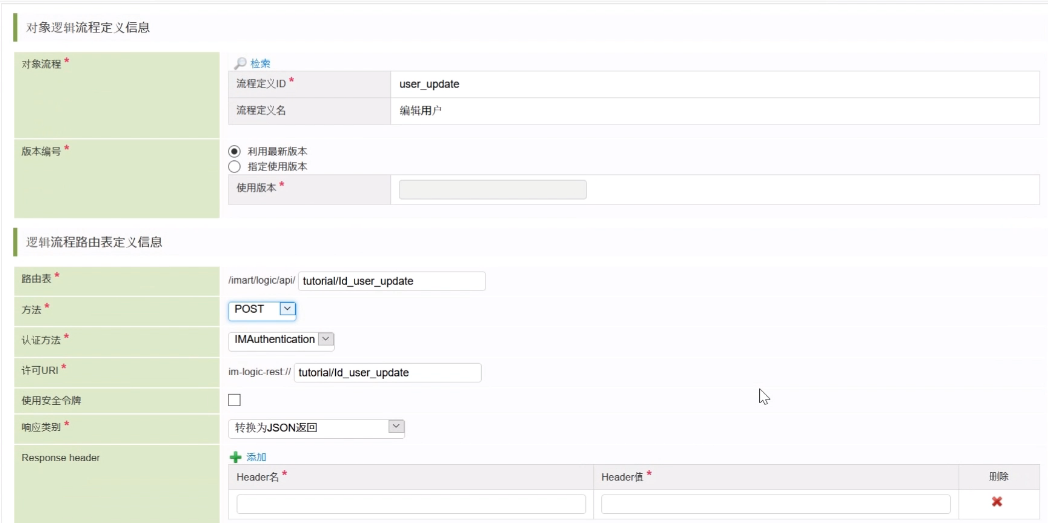 对象逻辑流程定义信息
对象流程 *
检索
流程定义ID *
user_update
流程定义名
编辑用户
版本编号 *
利用最新版本
指定使用版本
使用版本 *
逻辑流程路由表定义信息
路由表 *
/imart/logic/api/ tutorial/Id_user_update
方法 *
POST
认证方法 *
IMAuthentication
许可URI *
im-logic-rest:// tutorial/Id_user_update
使用安全令牌
响应类别 *
转换为JSON返回
Response header
添加
Header名 *
Header值 *
删除